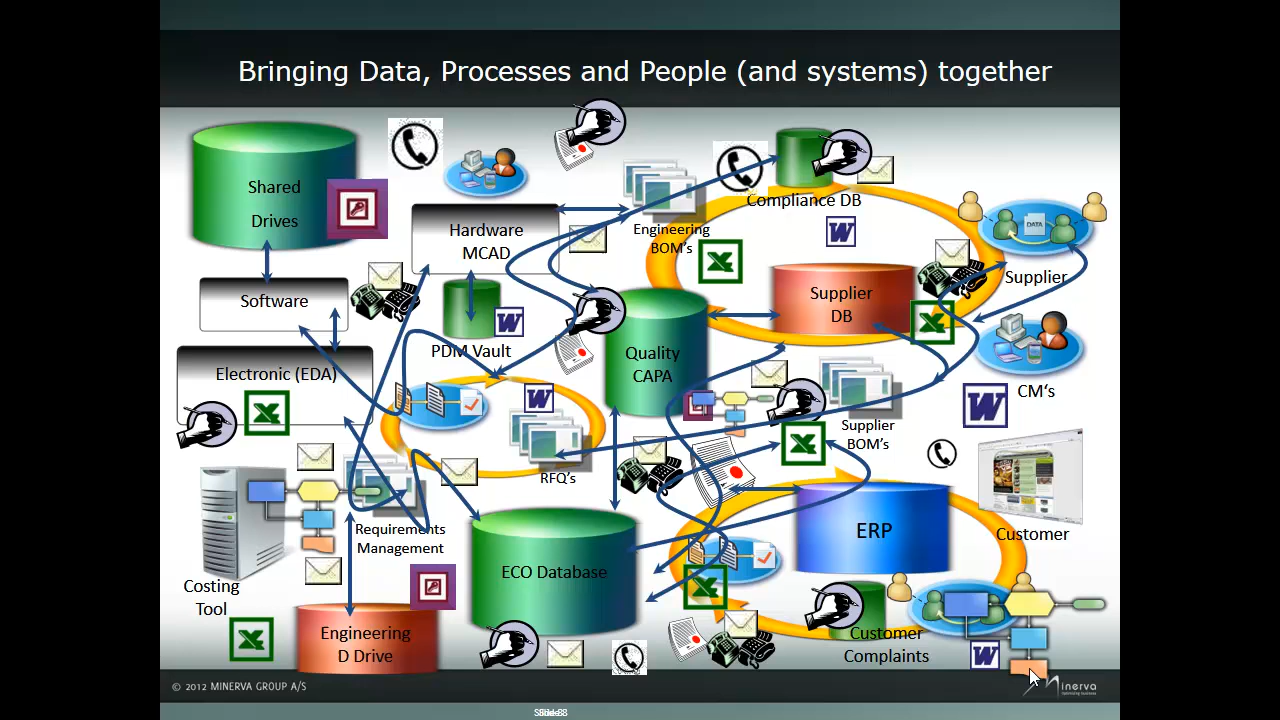 Bringing Data, Processes and People (and systems) together
Shared
Drives
Hardware
MCAD
Engineering
BOM's
Compliance DB
W
DATA
Supplier
Software
Supplier
DB
PDM Vault
W
Electronic (EDA)
Quality
CAPA
W
RFQ's
Supplier
BOM's
W
CM's
Requirements
Management
ERP
Customer
Costing
Tool
ECO Database
Engineering
D Drive
Customer
Complaints
W
© 2012 MINERVA GROUP A/S
Minerva